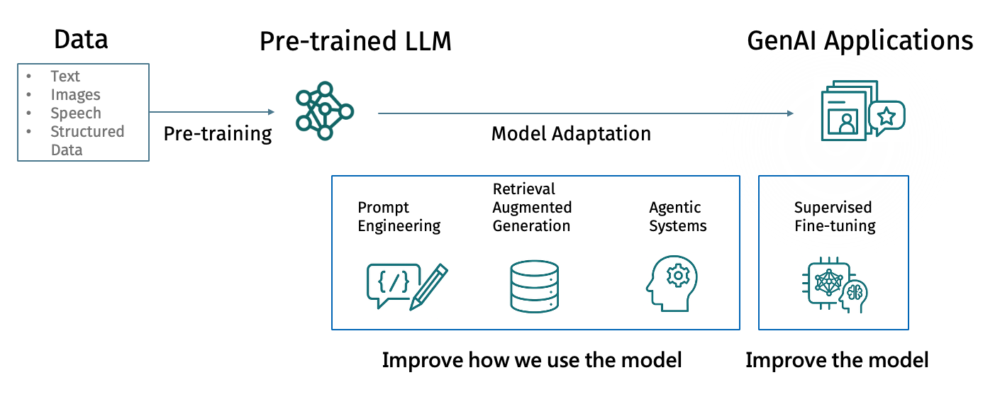 Data
Pre-trained LLM
GenAI Applications
• Text
• Images
• Speech
• Structured
Data
Pre-training
Model Adaptation
Prompt
Engineering
Retrieval
Augmented
Generation
Agentic
Systems
Supervised
Fine-tuning
{/}
Improve how we use the model
Improve the model